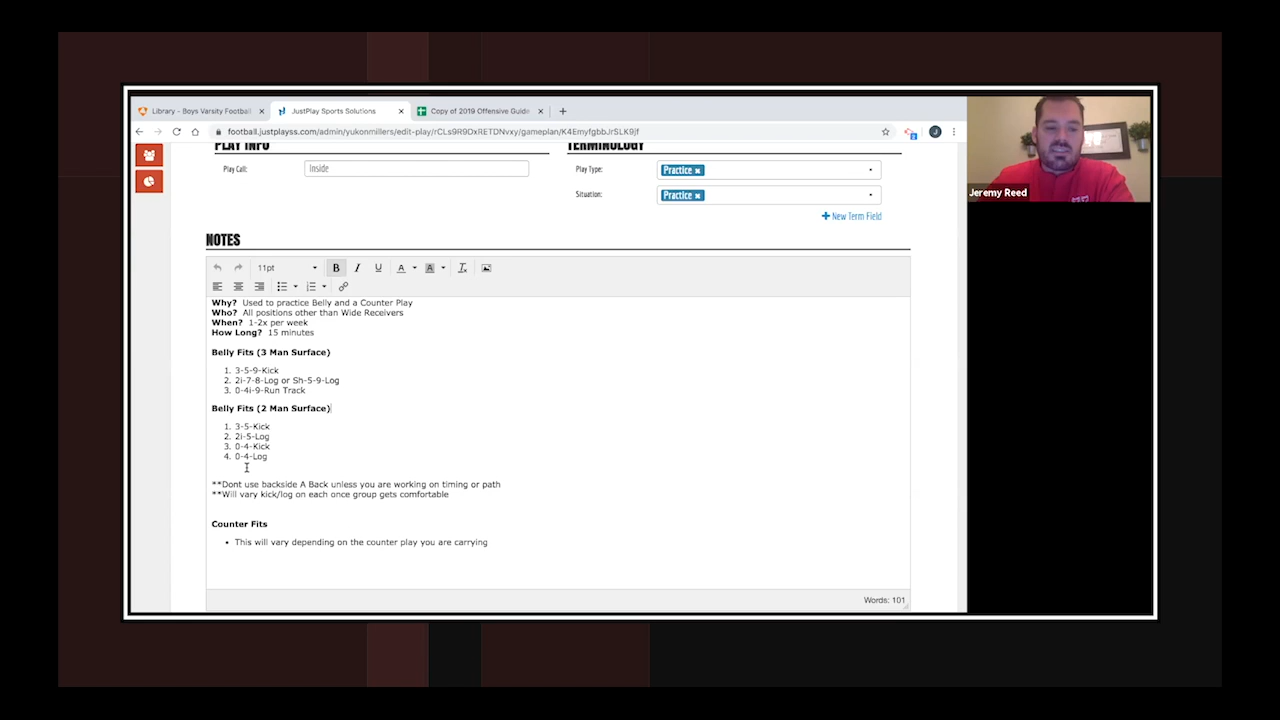 Library - Boys Varsity Football
JustPlay Sports Solutions
Copy of 2019 Offensive Guide
football.justplayss.com/admin/yukonmillers/edit-play/rCLs9R9DxRETDNvxy/gameplan/K4EmyfgbbJrSLK9jf
J
PLAY INFO
TERMINOLOGY
Play Call:
Inside
Play Type:
Practice ×
Situation:
Practice ×
+ New Term Field
NOTES
11pt
B I U A A
Why? Used to practice Belly and a Counter Play
Who? All positions other than Wide Receivers
When? 1-2x per week
How Long? 15 minutes
Belly Fits (3 Man Surface)
1. 3-5-9-Kick
2. 2i-7-8-Log or Sh-5-9-Log
3. 0-4i-9-Run Track
Belly Fits (2 Man Surface)
1. 3-5-Kick
2. 2i-5-Log
3. 0-4-Kick
4. 0-4-Log
**Dont use backside A Back unless you are working on timing or path
**Will vary kick/log on each once group gets comfortable
Counter Fits
• This will vary depending on the counter play you are carrying
Words: 101
Jeremy Reed